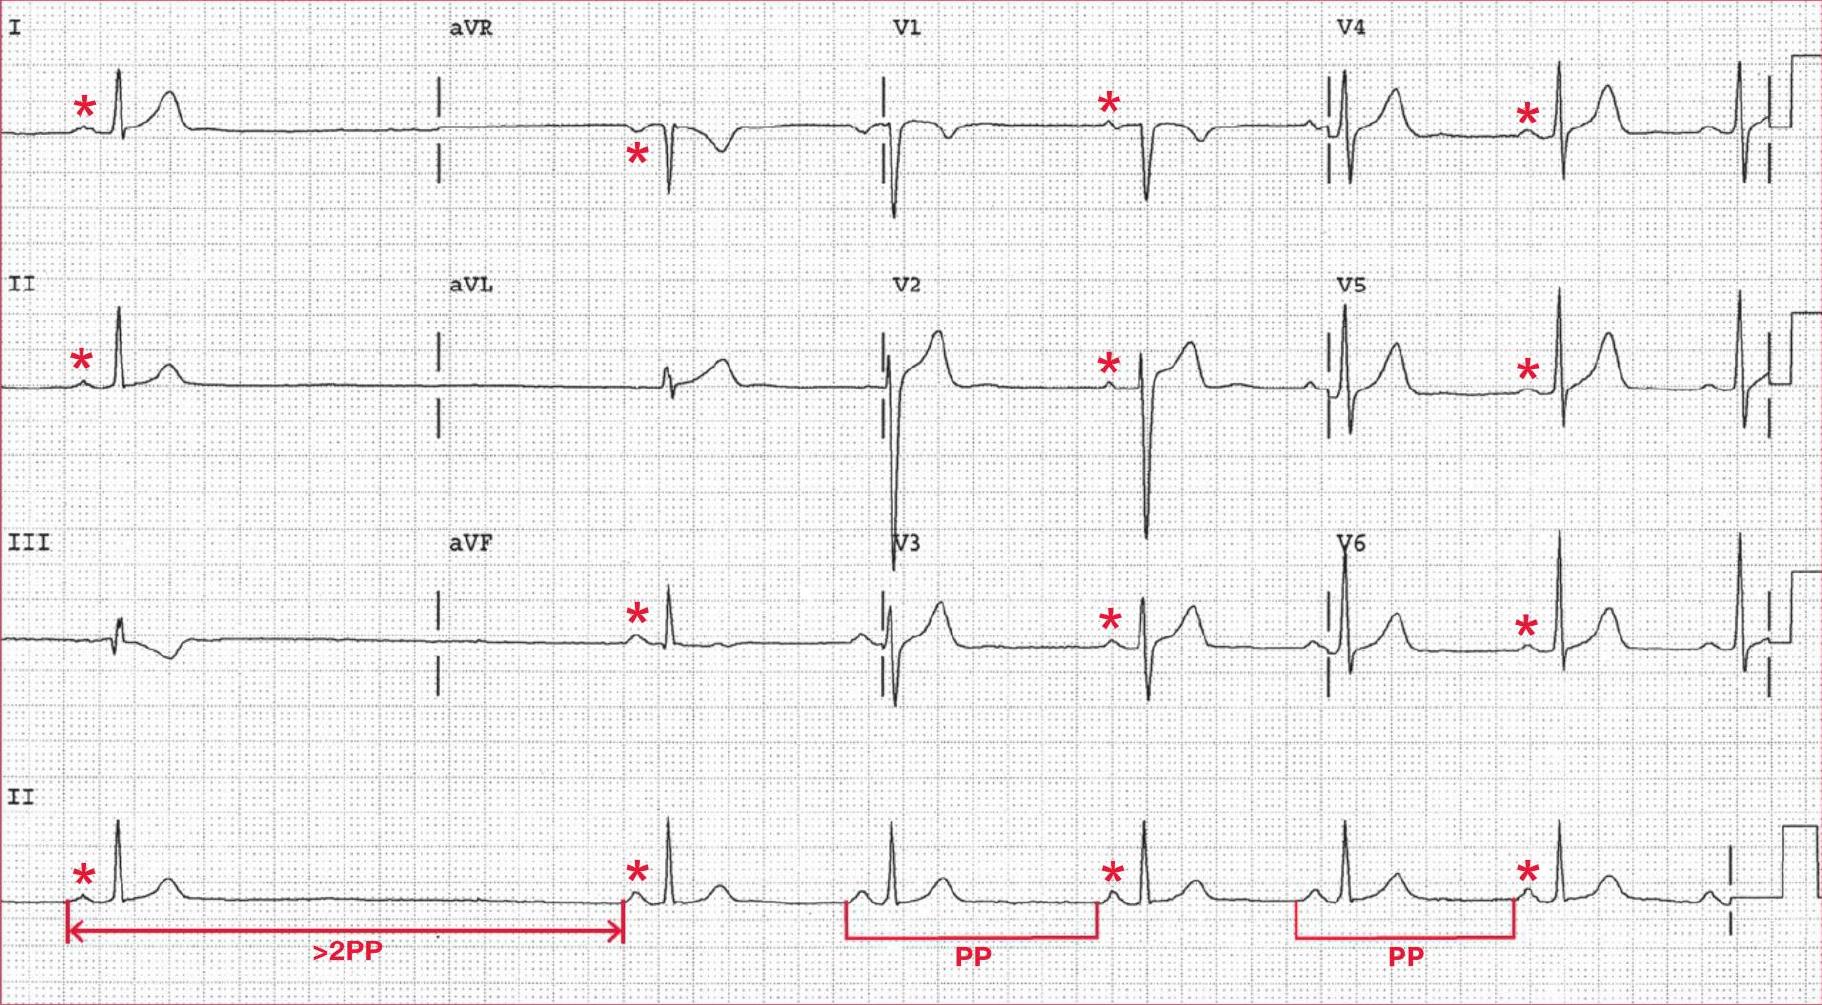 I aVR V1 V4
* * * *
II aVL V2 V5
* * *
III aVF V3 V6
* * *
II
* * * *
>2PP PP PP